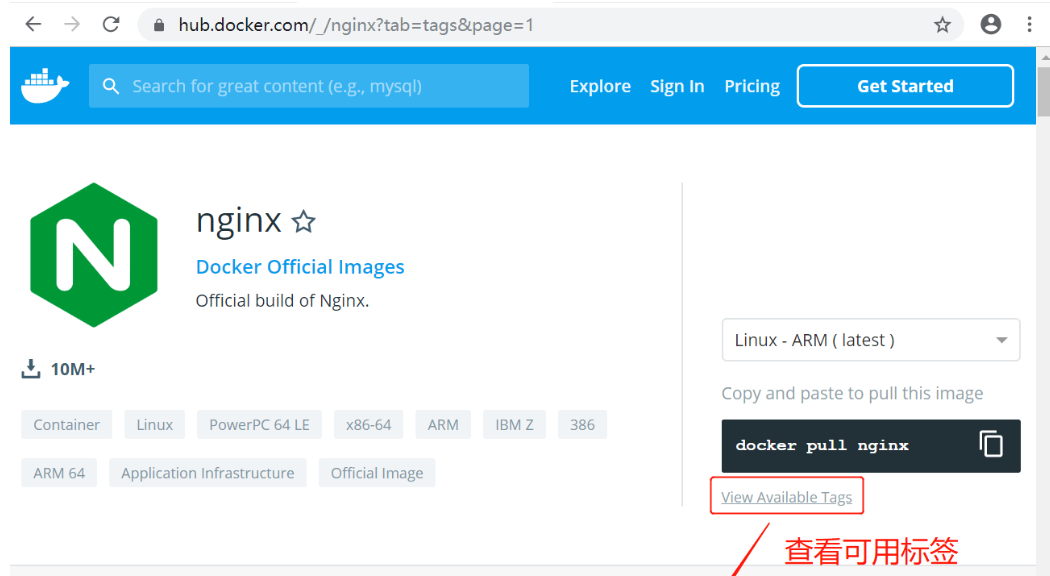 hub.docker.com/_/nginx?tab=tags&page=1
Search for great content (e.g., mysql)
Explore
Sign In
Pricing
Get Started
N
nginx
Docker Official Images
Official build of Nginx.
10M+
Container
Linux
PowerPC 64 LE
x86-64
ARM
IBM Z
386
ARM 64
Application Infrastructure
Official Image
Linux - ARM ( latest )
Copy and paste to pull this image
docker pull nginx
View Available Tags
查看可用标签